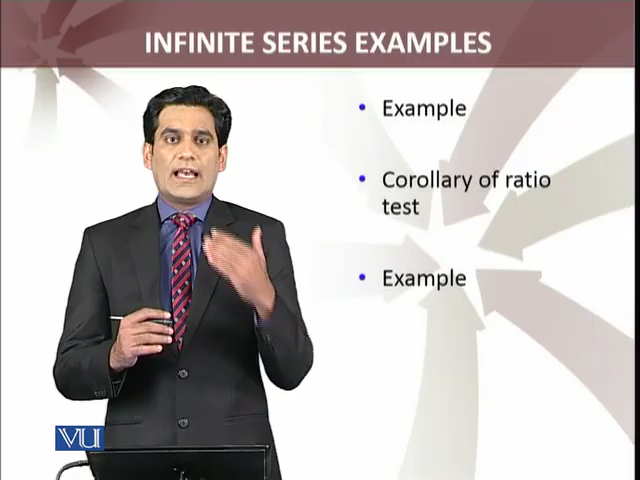 INFINITE SERIES EXAMPLES
• Example
• Corollary of ratio
test
• Example
VU